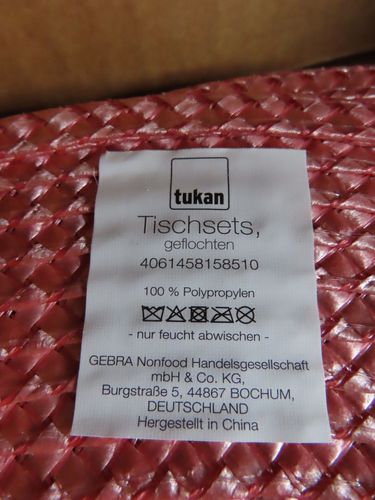 tukan
Tischsets,
geflochten
4061458158510
100 % Polypropylen
- nur feucht abwischen -
GEBRA Nonfood Handelsgesellschaft
mbH & Co. KG,
Burgstraße 5, 44867 BOCHUM,
DEUTSCHLAND
Hergestellt in China